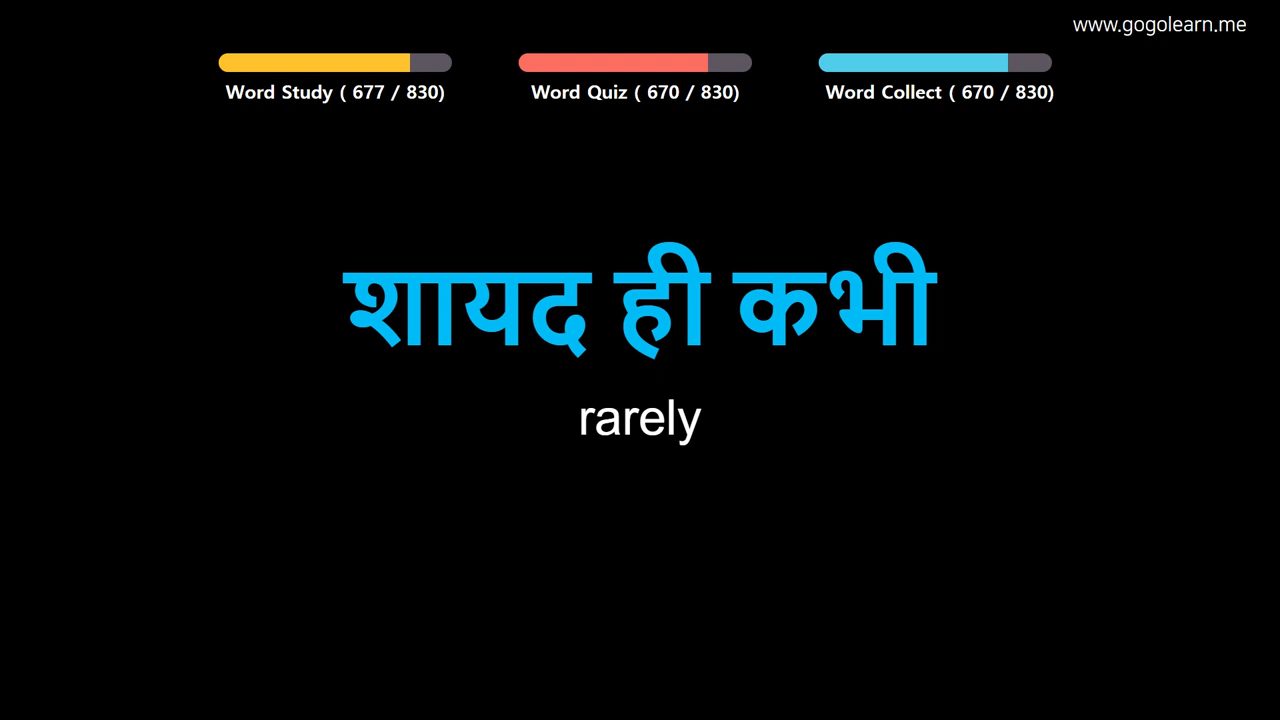 www.gogolearn.me
Word Study ( 677 / 830)
Word Quiz ( 670 / 830)
Word Collect ( 670 / 830)
शायद ही कभी
rarely